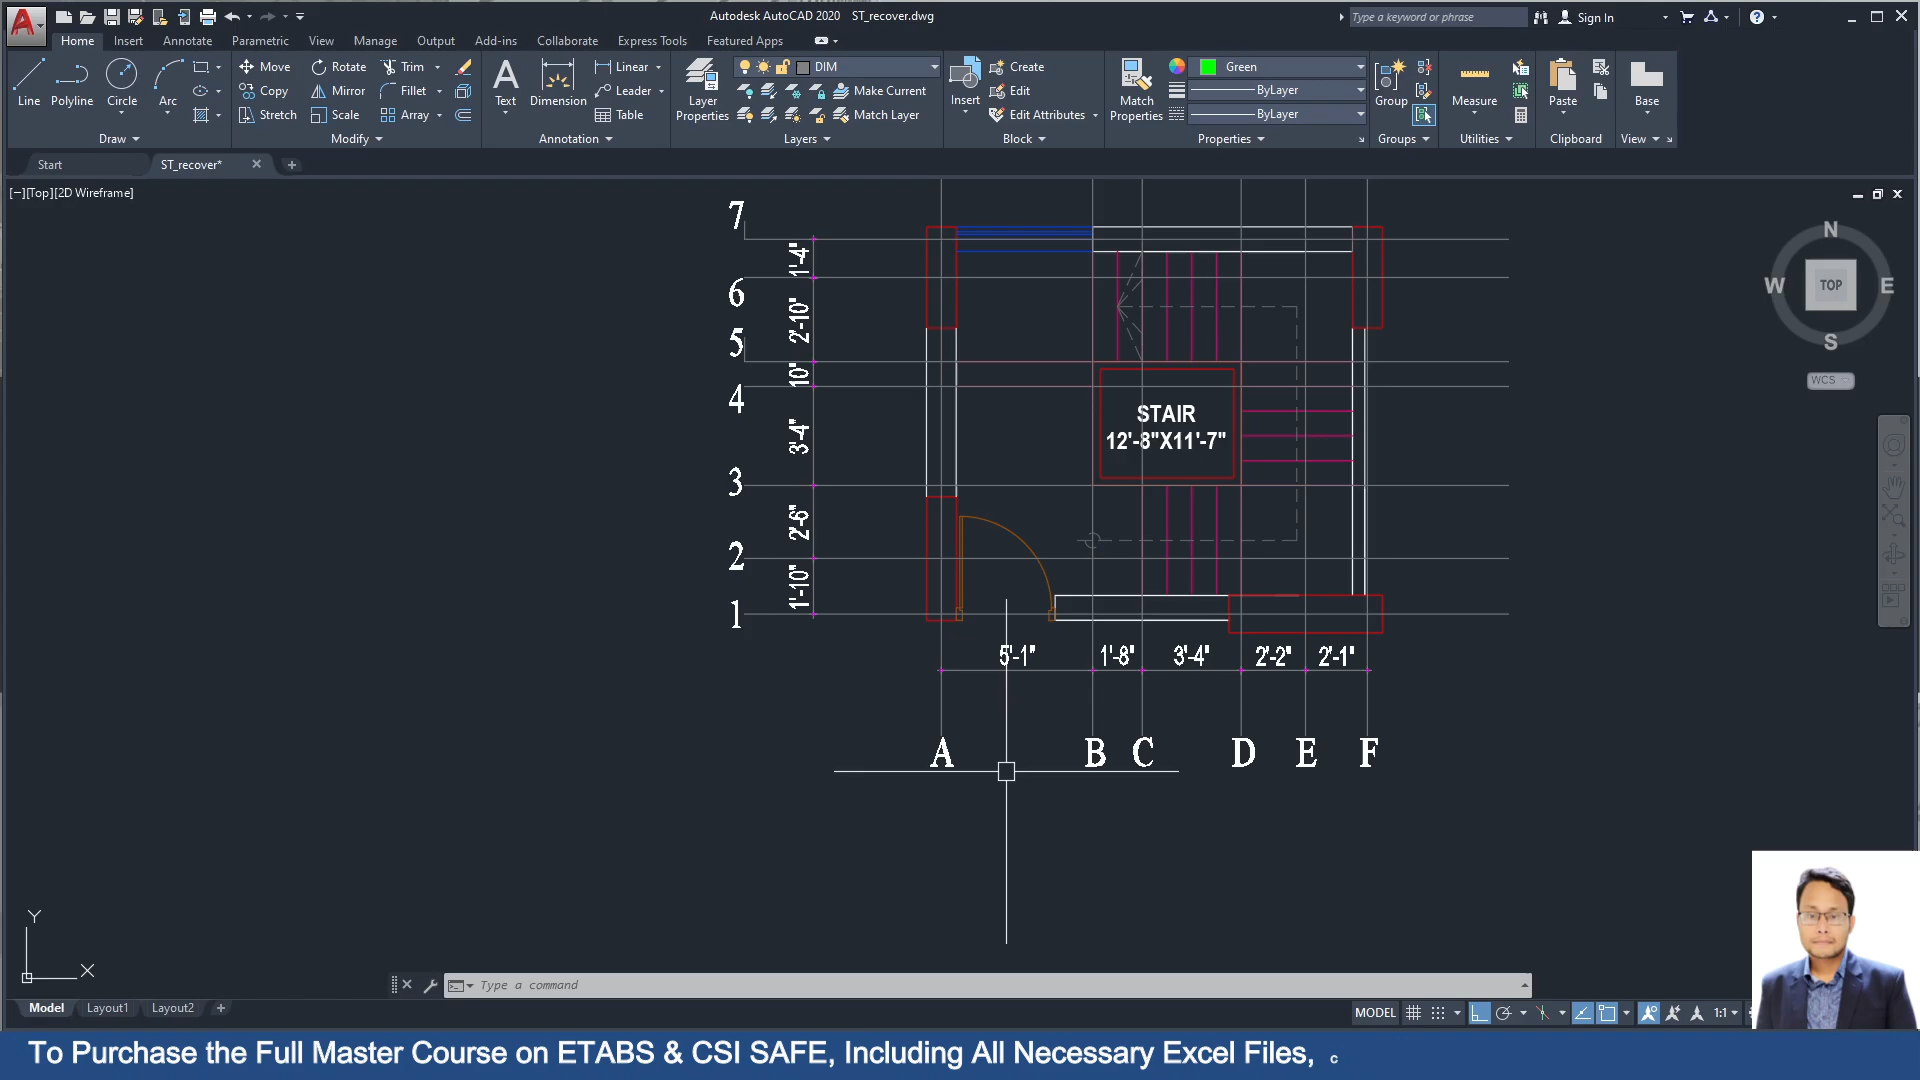 Autodesk AutoCAD 2020 ST_recover.dwg
Type a keyword or phrase
Sign In
Home Insert Annotate Parametric View Manage Output Add-ins Collaborate Express Tools Featured Apps
Line Polyline Circle Arc
Move Rotate Trim
Copy Mirror Fillet
Stretch Scale Array
Text Dimension
Linear
Leader
Table
Layer Properties
DIM
Make Current
Match Layer
Insert
Create
Edit
Edit Attributes
Match Properties
Green
ByLayer
ByLayer
Group
Measure
Paste
Base
Draw Modify Annotation Layers Block Properties Groups Utilities Clipboard View
Start ST_recover*
[−][Top][2D Wireframe]
N
W TOP E
S
WCS
7
1'-4"
6
2'-10"
5
10"
4
3'-4"
3
2'-6"
2
1'-10"
1
STAIR
12'-8"X11'-7"
5'-1" 1'-8" 3'-4" 2'-2" 2'-1"
A B C D E F
Y
X
Type a command
Model Layout1 Layout2
MODEL 1:1
To Purchase the Full Master Course on ETABS & CSI SAFE, Including All Necessary Excel Files, c